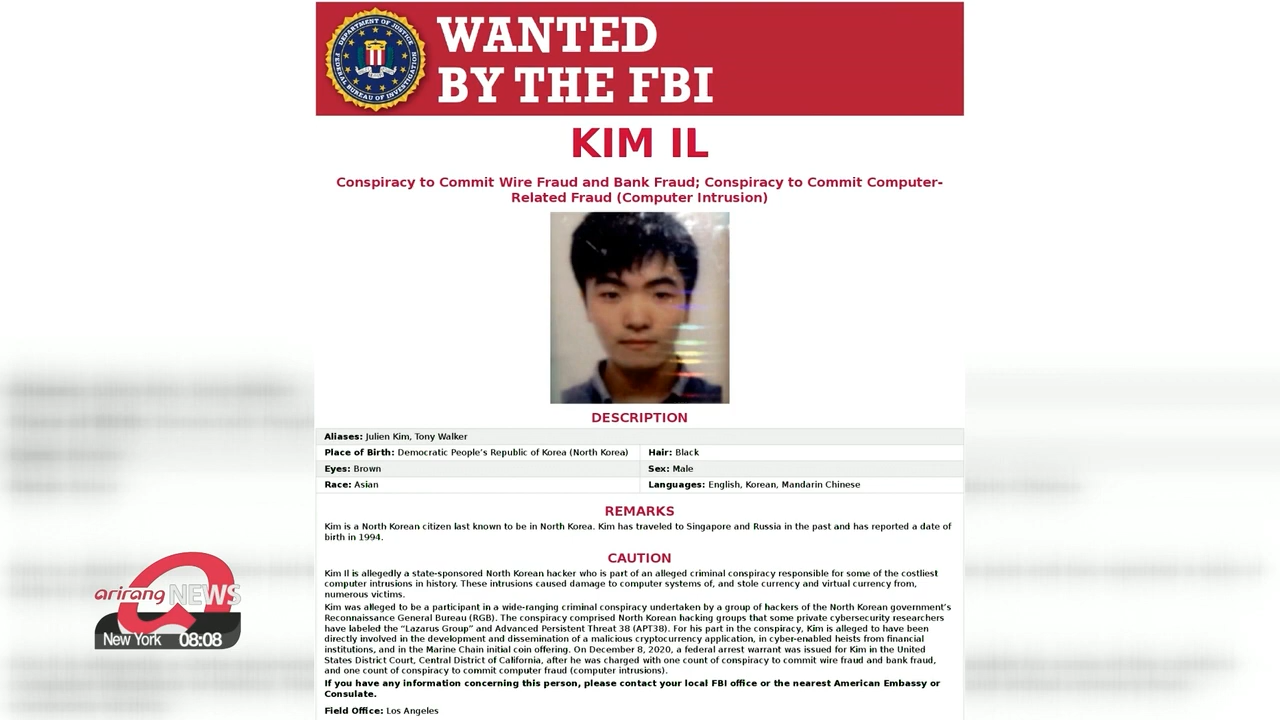 DEPARTMENT OF JUSTICE
FEDERAL BUREAU OF INVESTIGATION
WANTED
BY THE FBI
KIM IL
Conspiracy to Commit Wire Fraud and Bank Fraud; Conspiracy to Commit Computer-
Related Fraud (Computer Intrusion)
DESCRIPTION
Aliases: Julien Kim, Tony Walker
Place of Birth: Democratic People's Republic of Korea (North Korea) Hair: Black
Eyes: Brown Sex: Male
Race: Asian Languages: English, Korean, Mandarin Chinese
REMARKS
Kim is a North Korean citizen last known to be in North Korea. Kim has traveled to Singapore and Russia in the past and has reported a date of
birth in 1994.
CAUTION
Kim Il is allegedly a state-sponsored North Korean hacker who is part of an alleged criminal conspiracy responsible for some of the costliest
computer intrusions in history. These intrusions caused damage to computer systems of, and stole currency and virtual currency from,
numerous victims.
Kim was alleged to be a participant in a wide-ranging criminal conspiracy undertaken by a group of hackers of the North Korean government's
Reconnaissance General Bureau (RGB). The conspiracy comprised North Korean hacking groups that some private cybersecurity researchers
have labeled the "Lazarus Group" and Advanced Persistent Threat 38 (APT38). For his part in the conspiracy, Kim is alleged to have been
directly involved in the development and dissemination of a malicious cryptocurrency application, in cyber-enabled heists from financial
institutions, and in the Marine Chain initial coin offering. On December 8, 2020, a federal arrest warrant was issued for Kim in the United
States District Court, Central District of California, after he was charged with one count of conspiracy to commit wire fraud and bank fraud,
and one count of conspiracy to commit computer fraud (computer intrusions).
If you have any information concerning this person, please contact your local FBI office or the nearest American Embassy or
Consulate.
Field Office: Los Angeles
arirang NEWS
New York 08:08